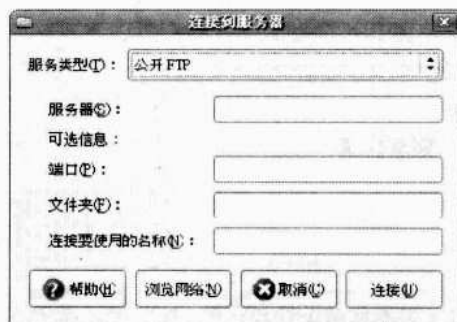 连接到服务器
服务类型(T)： 公开 FTP
服务器(S)：
可选信息：
端口(P)：
文件夹(F)：
连接要使用的名称(N)：
帮助(H) 浏览网络(N) 取消(C) 连接(U)